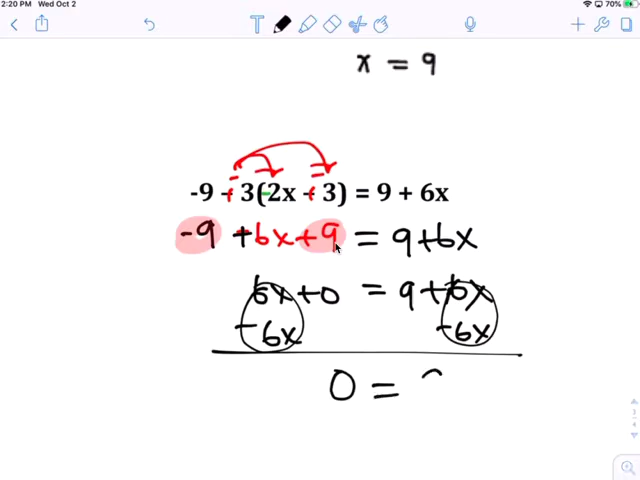 2:20 PM Wed Oct 2 70%
T
x = 9
-9 - 3(-2x - 3) = 9 + 6x
-9 + 6x + 9 = 9 + 6x
6x + 0 = 9 + 6x
- 6x - 6x
0 =